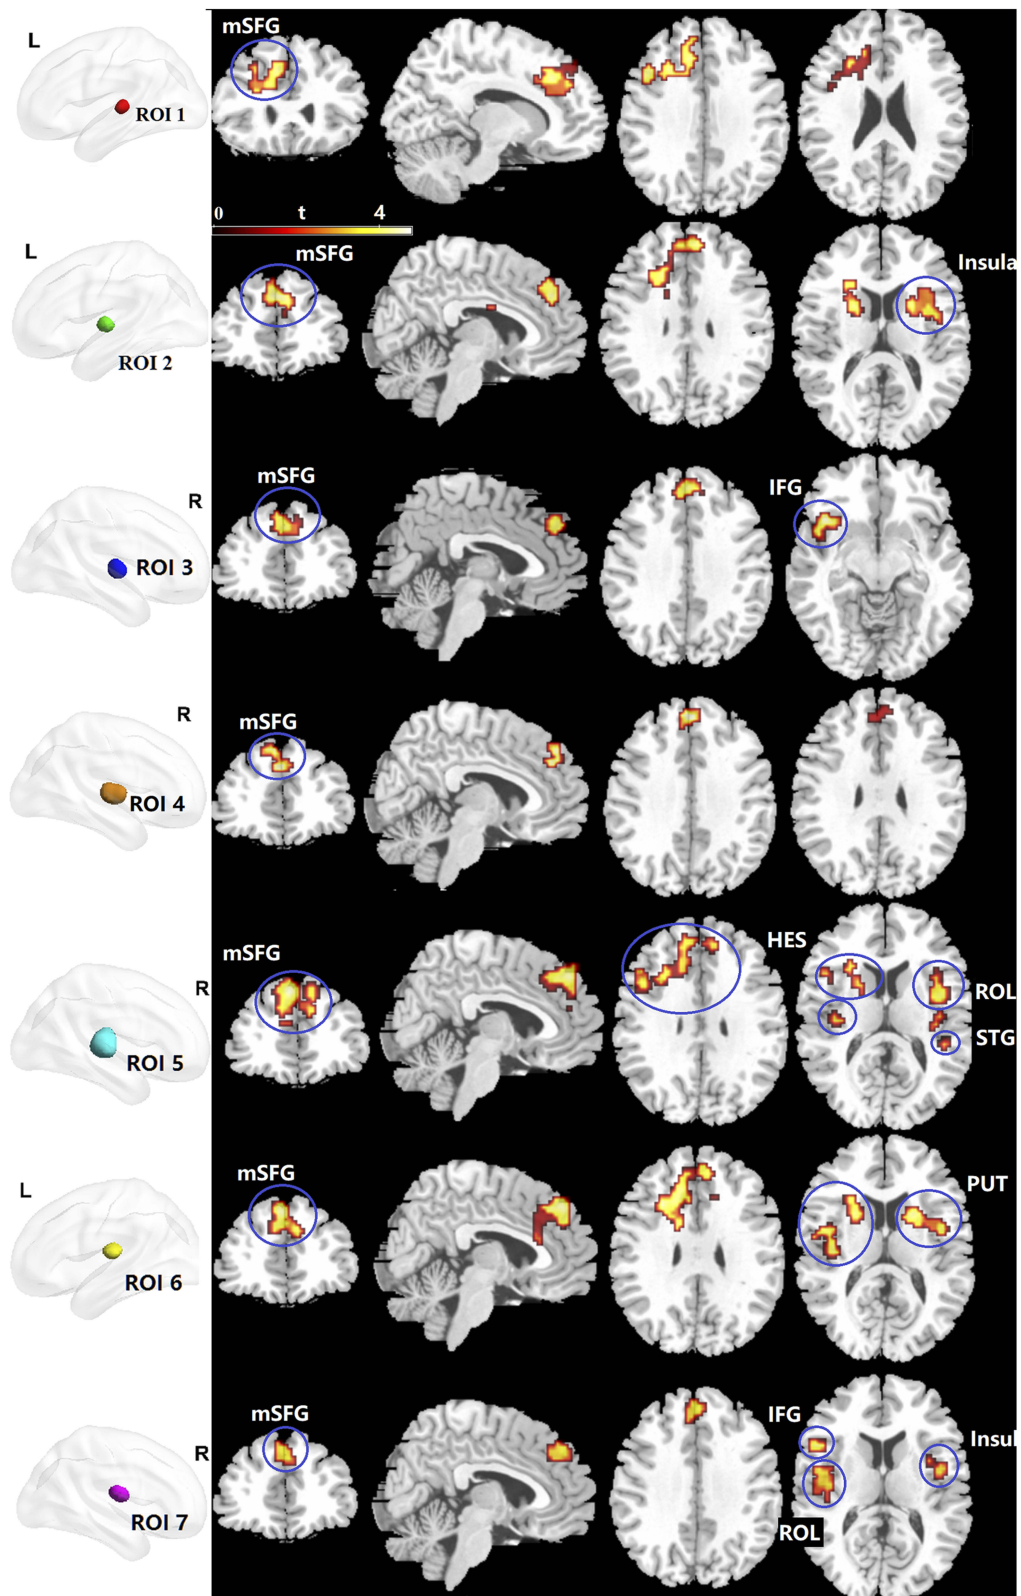 L
mSFG
ROI 1
0 t 4
L
mSFG
Insula
ROI 2
mSFG
IFG
R
ROI 3
R
mSFG
ROI 4
HES
mSFG
R
ROL
STG
ROI 5
mSFG
PUT
L
ROI 6
mSFG
IFG
Insul
R
ROI 7
ROL